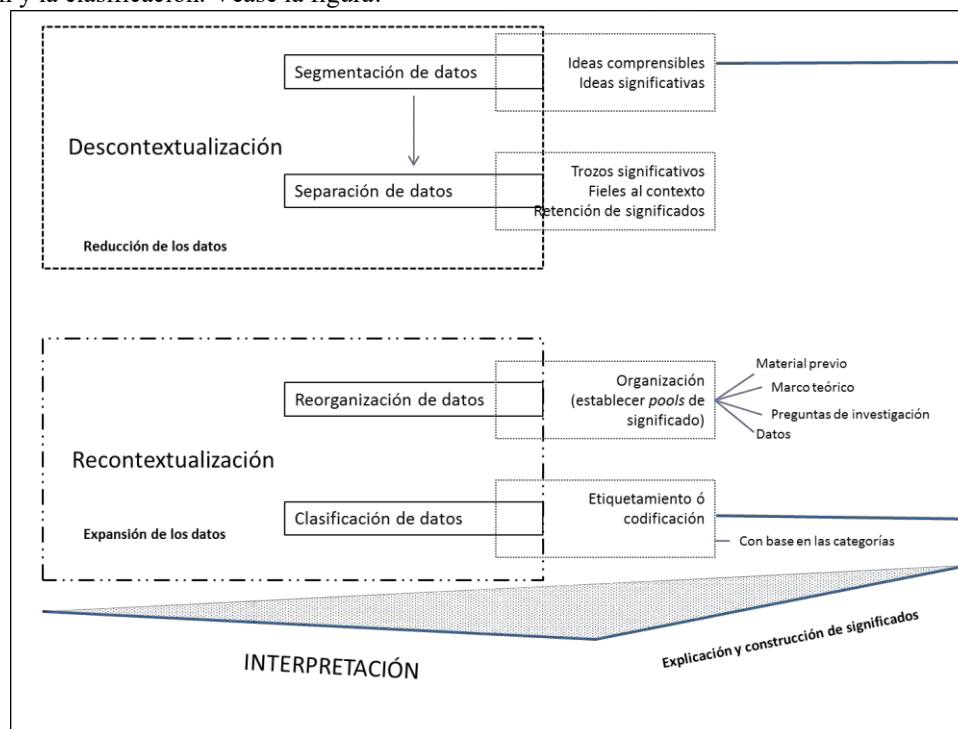 Segmentación de datos
Ideas comprensibles
Ideas significativas
Descontextualización
Separación de datos
Trozos significativos
Fieles al contexto
Retención de significados
Reducción de los datos
Reorganización de datos
Organización
(establecer pools de
significado)
Material previo
Marco teórico
Preguntas de investigación
Datos
Recontextualización
Clasificación de datos
Etiquetamiento ó
codificación
Con base en las categorías
Expansión de los datos
INTERPRETACIÓN
Explicación y construcción de significados